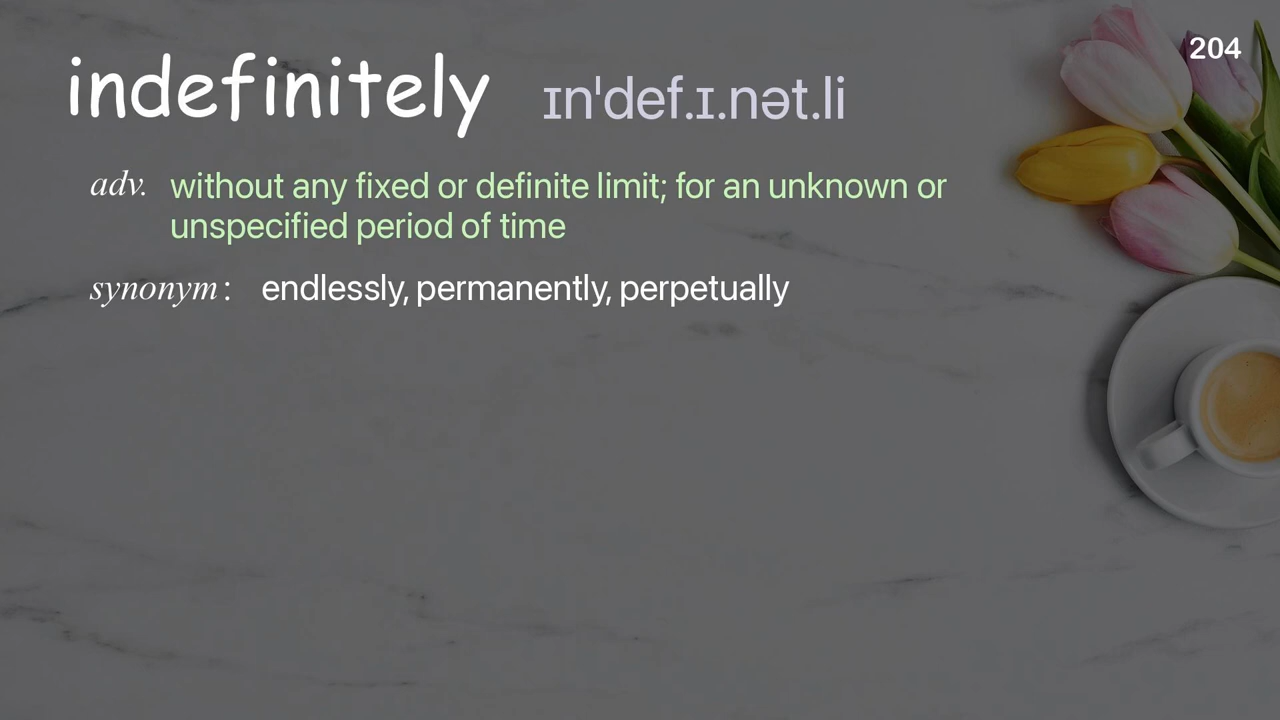 204
indefinitely ɪnˈdef.ɪ.nət.li
adv. without any fixed or definite limit; for an unknown or
unspecified period of time
synonym: endlessly, permanently, perpetually